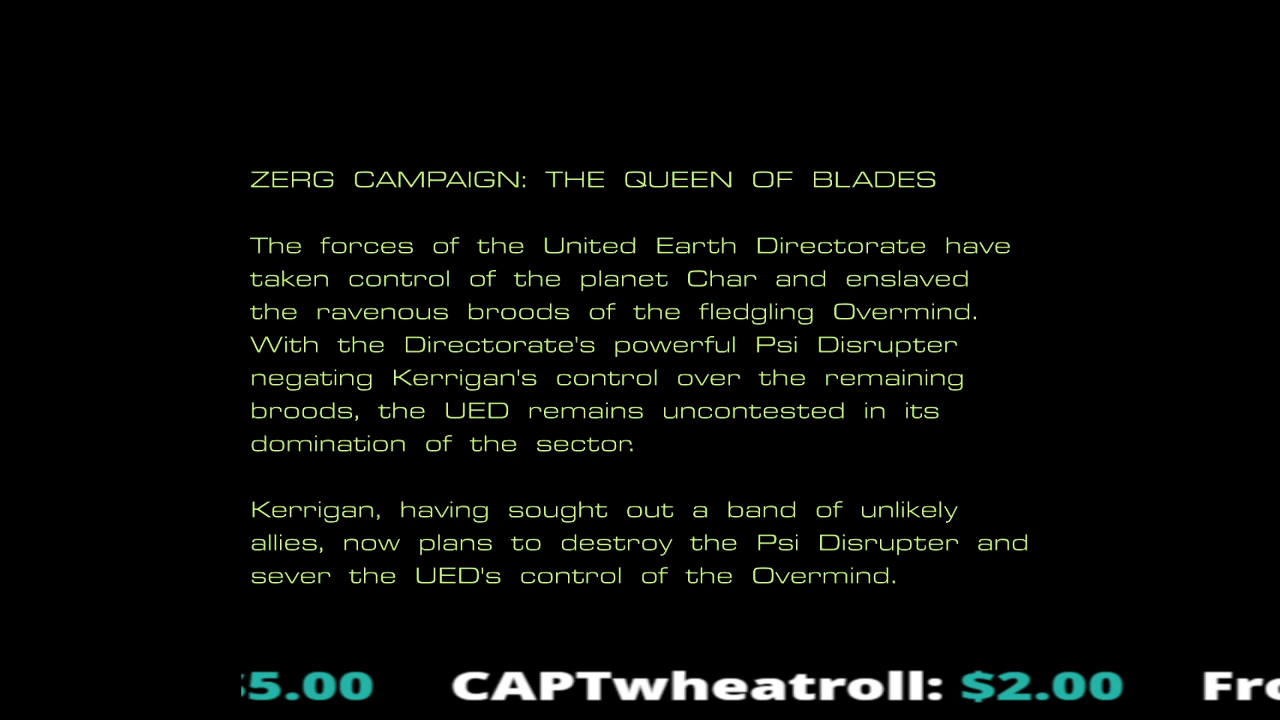 ZERG CAMPAIGN: THE QUEEN OF BLADES
The forces of the United Earth Directorate have
taken control of the planet Char and enslaved
the ravenous broods of the fledgling Overmind.
With the Directorate's powerful Psi Disrupter
negating Kerrigan's control over the remaining
broods, the UED remains uncontested in its
domination of the sector.
Kerrigan, having sought out a band of unlikely
allies, now plans to destroy the Psi Disrupter and
sever the UED's control of the Overmind.
5.00 CAPTwheatroll: $2.00